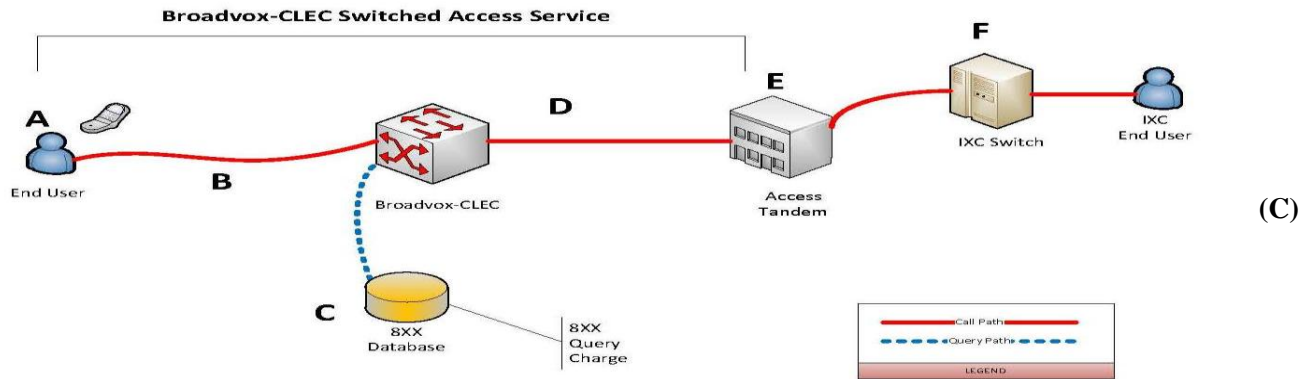 Broadvox-CLEC Switched Access Service
F
E
A
D
B
End User
Broadvox-CLEC
Access
Tandem
IXC Switch
IXC
End User
(C)
C
8XX
Database
8XX
Query
Charge
Call Path
Query Path
LEGEND